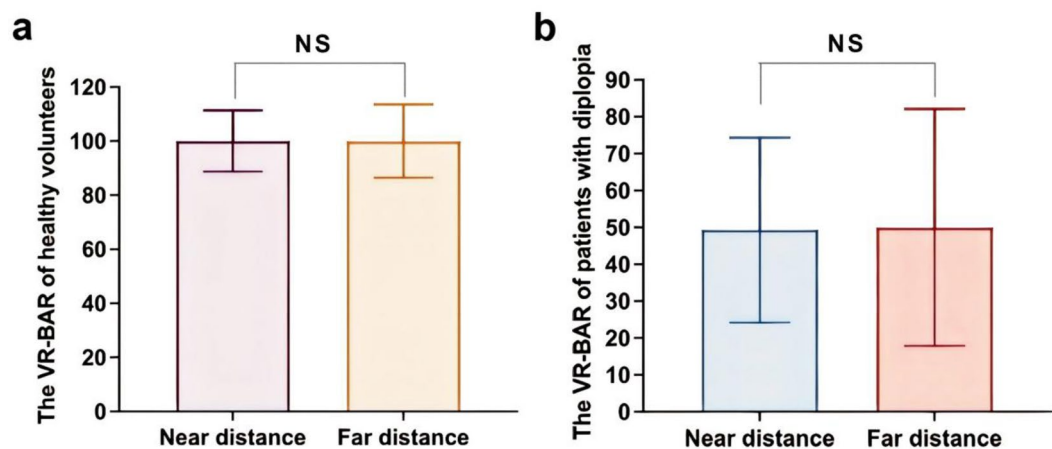 a
NS
The VR-BAR of healthy volunteers
120
100
80
60
40
20
0
Near distance
Far distance
b
NS
The VR-BAR of patients with diplopia
90
80
70
60
50
40
30
20
10
0
Near distance
Far distance